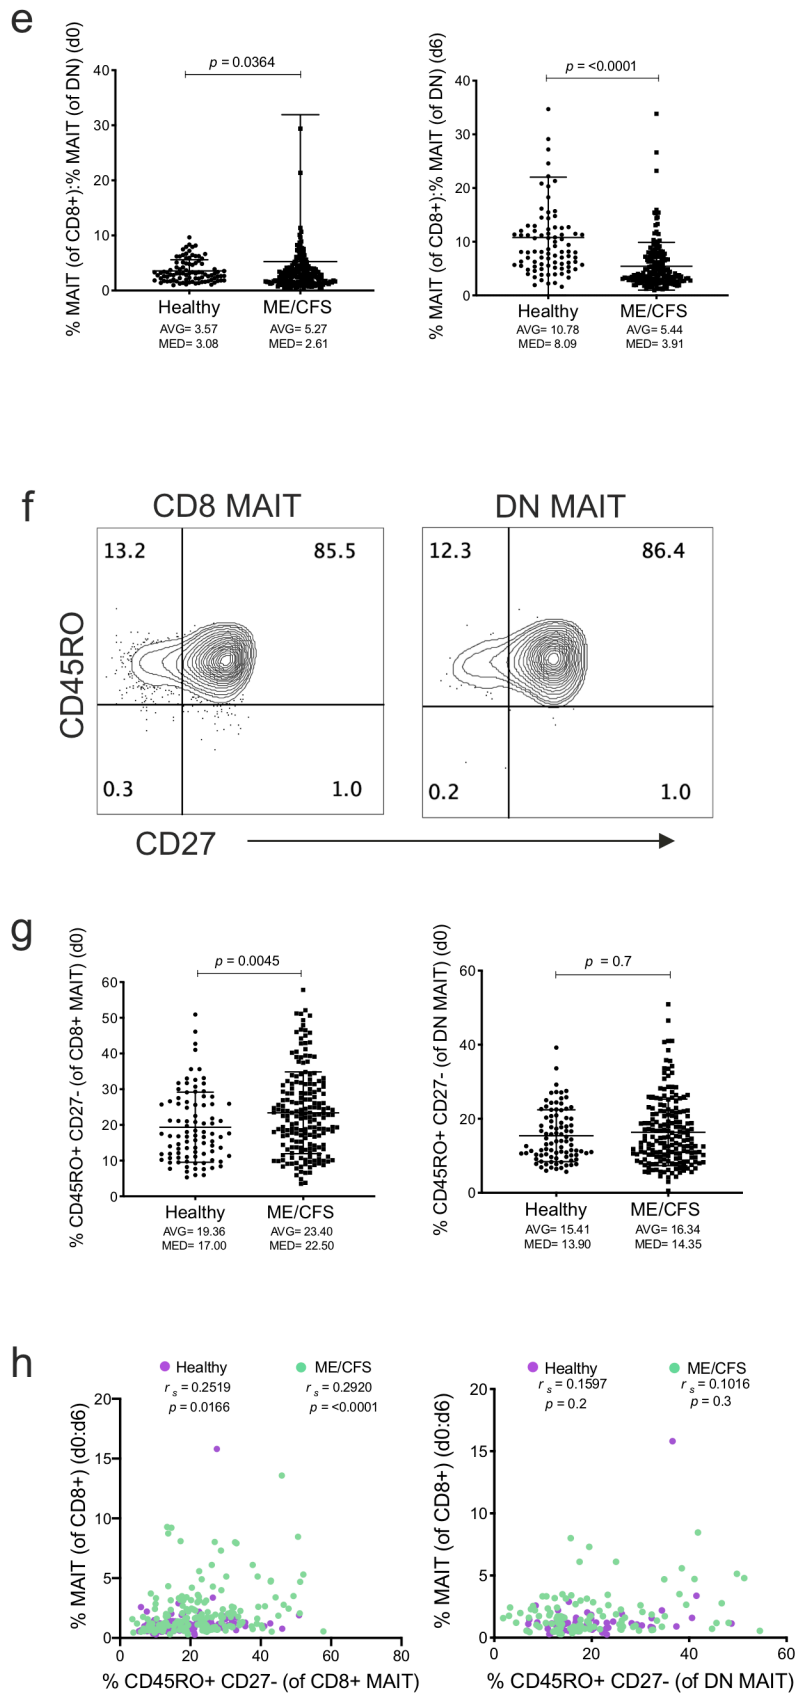 e
% MAIT (of CD8+):% MAIT (of DN) (d0)
p = 0.0364
40
30
20
10
0
Healthy
ME/CFS
AVG= 3.57
AVG= 5.27
MED= 3.08
MED= 2.61
% MAIT (of CD8+):% MAIT (of DN) (d6)
p = <0.0001
40
30
20
10
0
Healthy
ME/CFS
AVG= 10.78
AVG= 5.44
MED= 8.09
MED= 3.91
f
CD8 MAIT
DN MAIT
CD45RO
13.2
85.5
0.3
1.0
12.3
86.4
0.2
1.0
CD27
g
% CD45RO+ CD27- (of CD8+ MAIT) (d0)
p = 0.0045
60
50
40
30
20
10
0
Healthy
ME/CFS
AVG= 19.36
AVG= 23.40
MED= 17.00
MED= 22.50
% CD45RO+ CD27- (of DN MAIT) (d0)
p = 0.7
60
40
20
0
Healthy
ME/CFS
AVG= 15.41
AVG= 16.34
MED= 13.90
MED= 14.35
h
% MAIT (of CD8+) (d0:d6)
Healthy
ME/CFS
r s = 0.2519
r s = 0.2920
p = 0.0166
p = <0.0001
20
15
10
5
0
0 20 40 60 80
% CD45RO+ CD27- (of CD8+ MAIT)
% MAIT (of CD8+) (d0:d6)
Healthy
ME/CFS
r s = 0.1597
r s = 0.1016
p = 0.2
p = 0.3
20
15
10
5
0
0 20 40 60
% CD45RO+ CD27- (of DN MAIT)